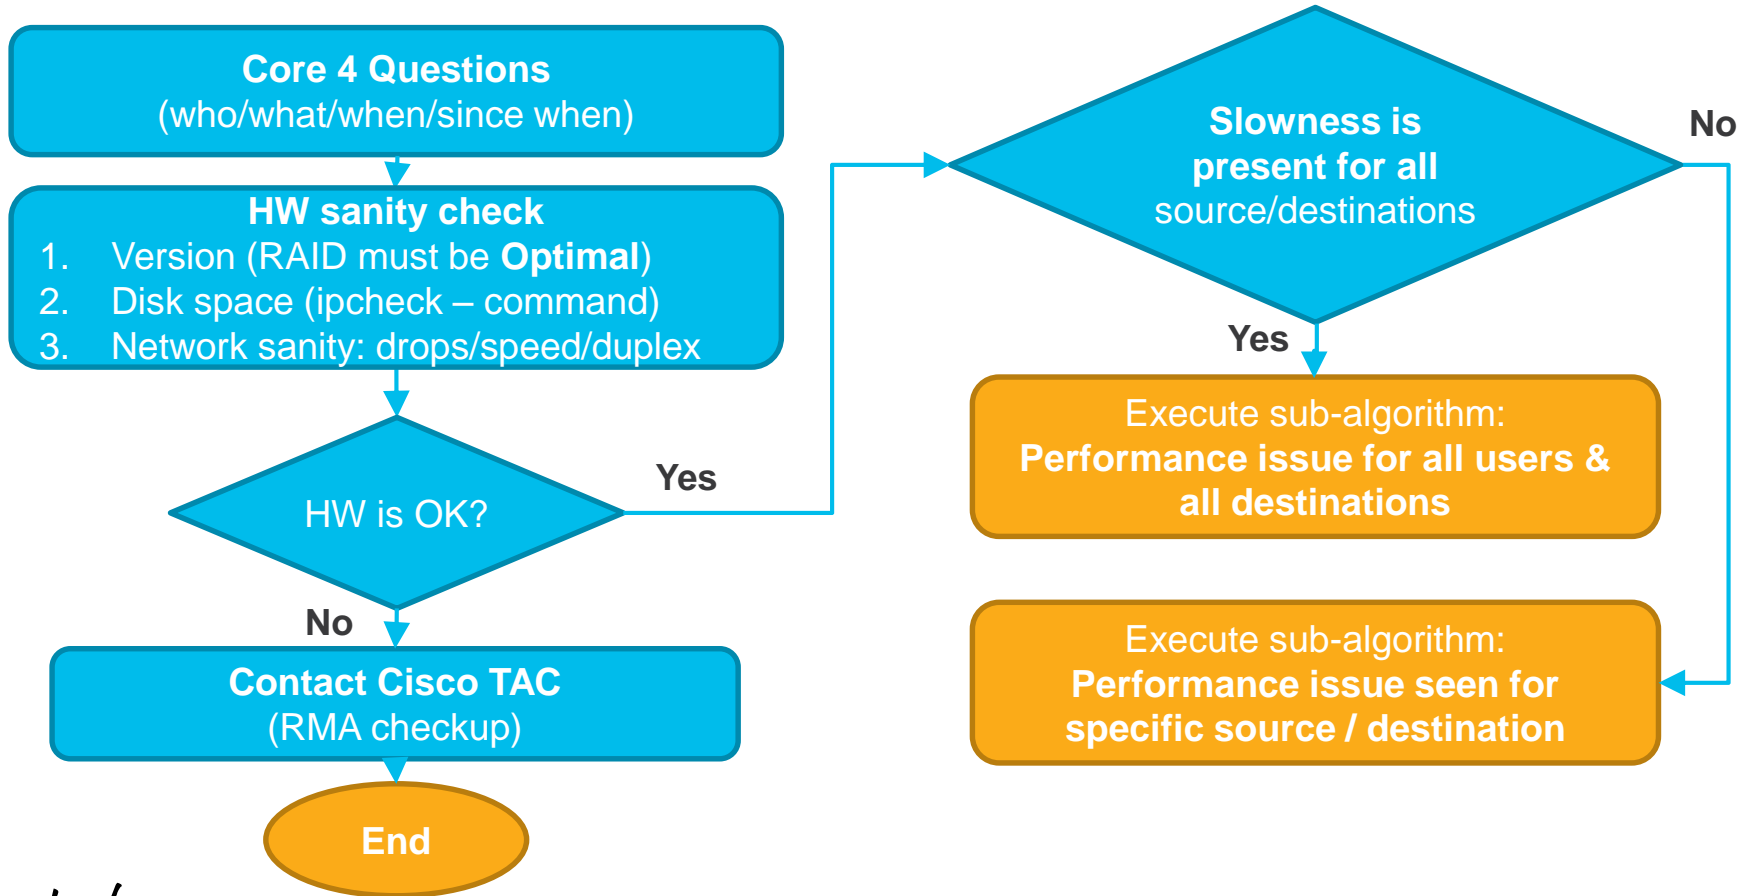 Core 4 Questions
(who/what/when/since when)
HW sanity check
1. Version (RAID must be Optimal)
2. Disk space (ipcheck – command)
3. Network sanity: drops/speed/duplex
HW is OK?
Yes
No
Contact Cisco TAC
(RMA checkup)
End
Slowness is
present for all
source/destinations
No
Yes
Execute sub-algorithm:
Performance issue for all users &
all destinations
Execute sub-algorithm:
Performance issue seen for
specific source / destination